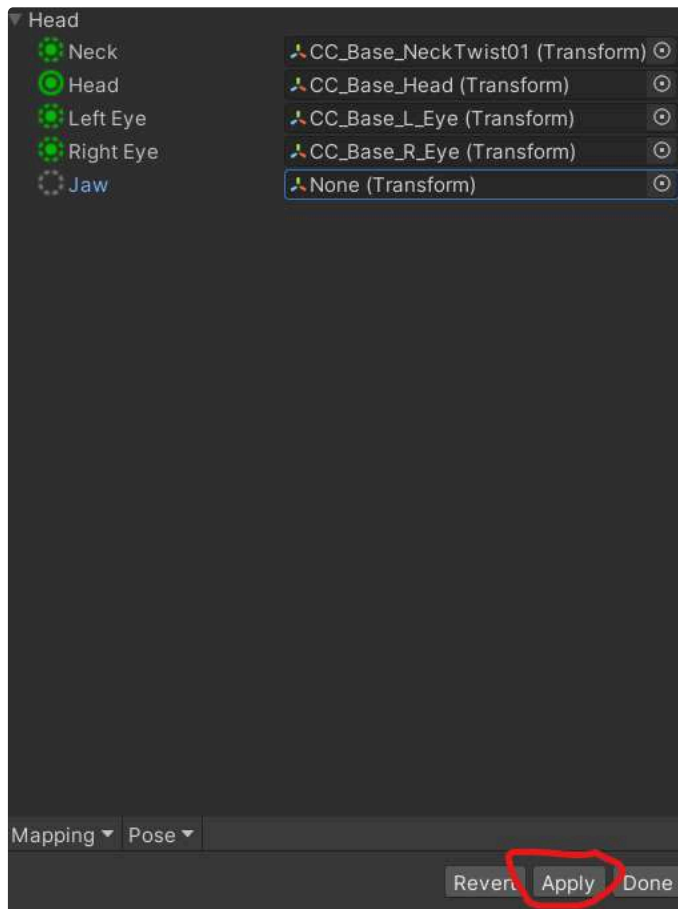 Head
Neck CC_Base_NeckTwist01 (Transform)
Head CC_Base_Head (Transform)
Left Eye CC_Base_L_Eye (Transform)
Right Eye CC_Base_R_Eye (Transform)
Jaw None (Transform)
Mapping Pose
Revert Apply Done